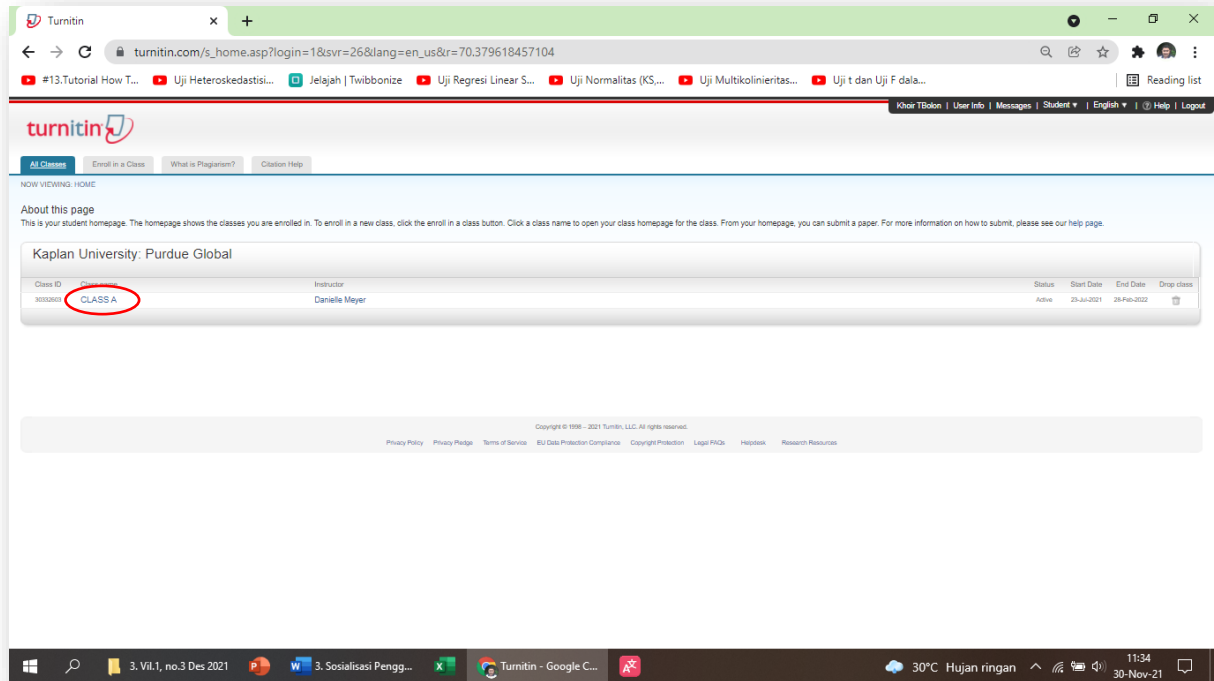 Turnitin
turnitin.com/s_home.asp?login=1&svr=26&lang=en_us&r=70.379618457104
#13.Tutorial How T... Uji Heteroskedastisi... Jelajah | Twibbonize Uji Regresi Linear S... Uji Normalitas (KS,... Uji Multikolinieritas... Uji t dan Uji F dala... Reading list
Khoir TBolon | User Info | Messages | Student ▼ | English ▼ | ? Help | Logout
turnitin
All Classes Enroll in a Class What is Plagiarism? Citation Help
NOW VIEWING: HOME
About this page
This is your student homepage. The homepage shows the classes you are enrolled in. To enroll in a new class, click the enroll in a class button. Click a class name to open your class homepage for the class. From your homepage, you can submit a paper. For more information on how to submit, please see our help page.
Kaplan University: Purdue Global
Class ID Class name Instructor Status Start Date End Date Drop class
CLASS A Danielle Meyer Active 23-Jul-2021 28-Feb-2022
Copyright © 1998 – 2021 Turnitin, LLC. All rights reserved.
Privacy Policy Privacy Pledge Terms of Service EU Data Protection Compliance Copyright Protection Legal FAQs Helpdesk Research Resources
3. Vil.1, no.3 Des 2021 3. Sosialisasi Pengg... Turnitin - Google C... 30°C Hujan ringan 11:34
30-Nov-21